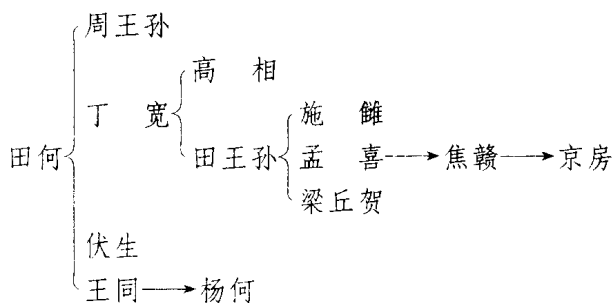 周王孙
高 相
丁 宽
施 雠
田何
田王孙
孟 喜
焦赣
京房
梁丘贺
伏生
王同
杨何